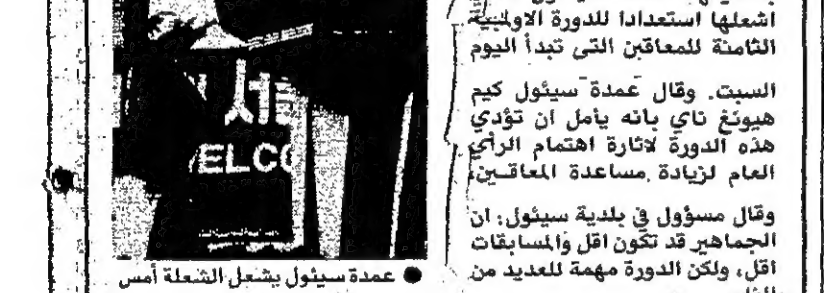 اشعلها استعدادا للدورة الاولمبية
الثامنة للمعاقين التي تبدأ اليوم
السبت. وقال عمدة سيئول كيم
هيونغ تاي بانه يأمل ان تؤدي
هذه الدورة لاثارة اهتمام الرأي
العام لزيادة مساعدة المعاقين،
وقال مسؤول في بلدية سيئول: ان
الجماهير قد تكون اقل والمسابقات
اقل، ولكن الدورة مهمة للعديد من
ELCO
● عمدة سيئول يشعل الشعلة أمس